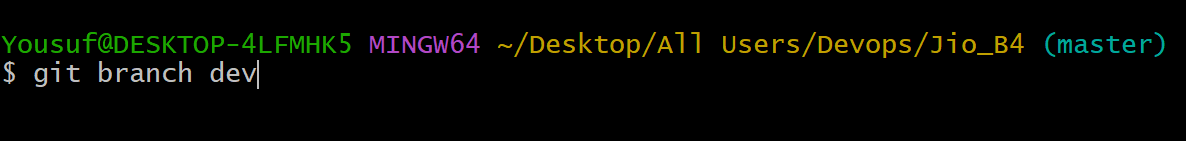 Yousuf@DESKTOP-4LFMHK5 MINGW64 ~/Desktop/All Users/Devops/Jio_B4 (master)
$ git branch dev